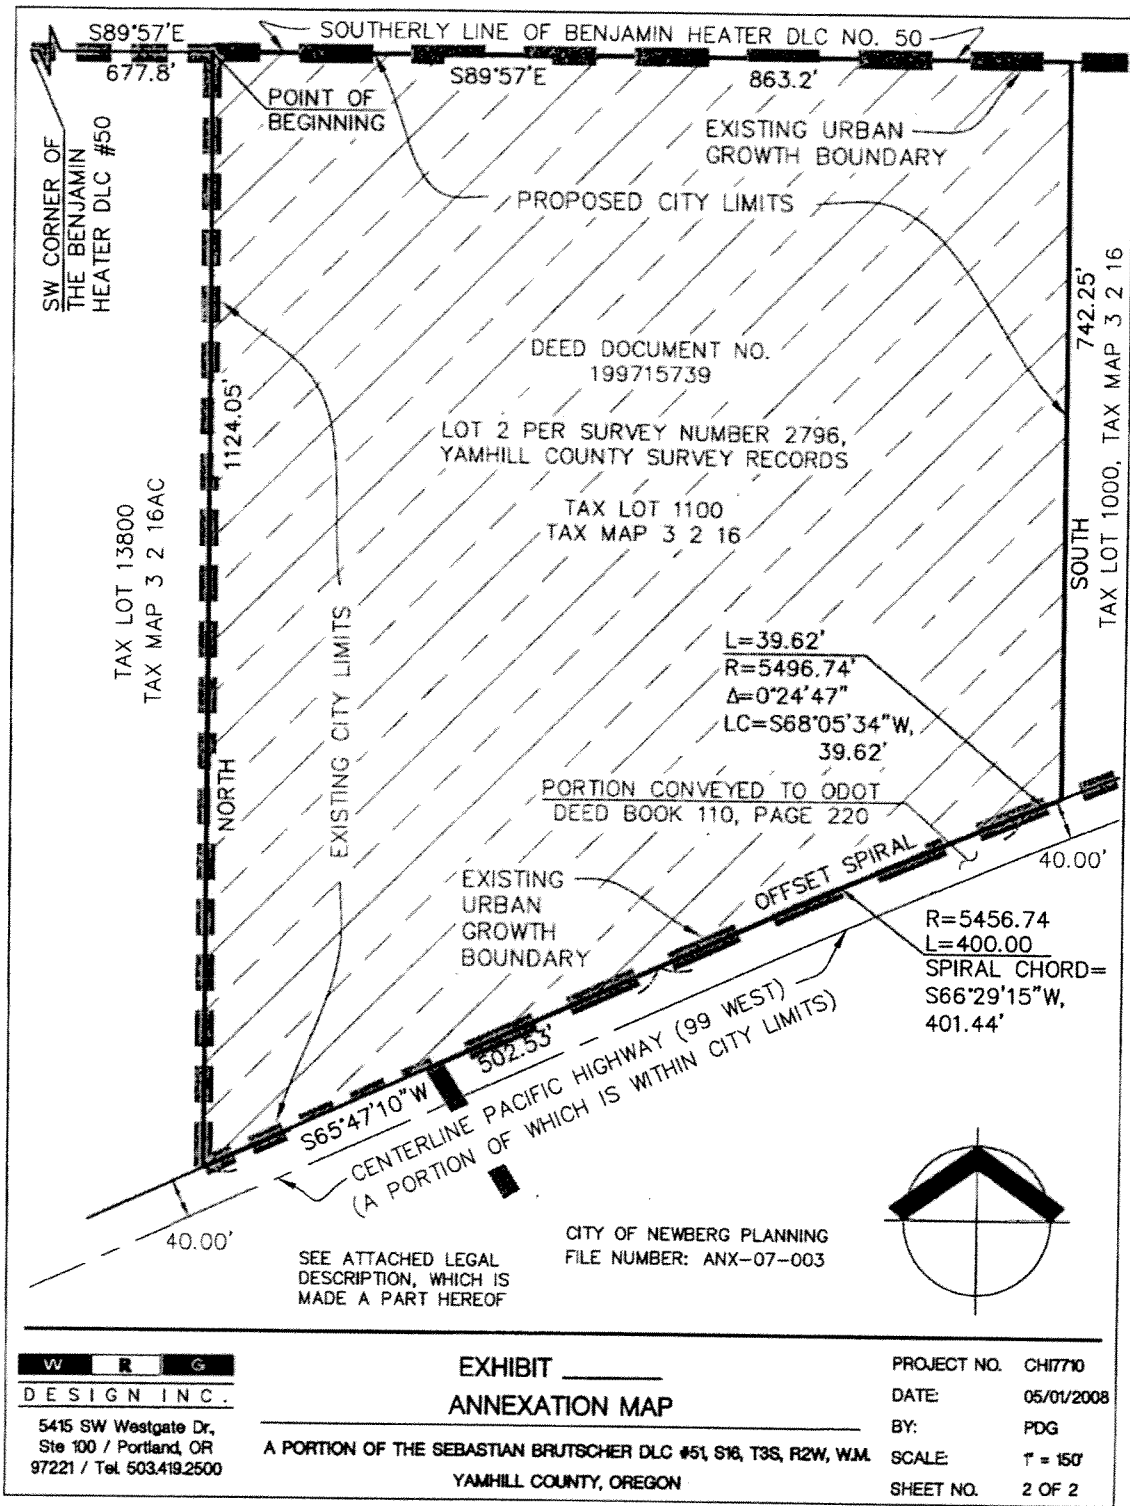 S89°57'E
677.8'
SOUTHERLY LINE OF BENJAMIN HEATER DLC NO. 50
S89°57'E
863.2'
POINT OF
BEGINNING
EXISTING URBAN
GROWTH BOUNDARY
SW CORNER OF
THE BENJAMIN
HEATER DLC #50
PROPOSED CITY LIMITS
742.25'
SOUTH
TAX LOT 1000, TAX MAP 3 2 16
DEED DOCUMENT NO.
199715739
LOT 2 PER SURVEY NUMBER 2796,
YAMHILL COUNTY SURVEY RECORDS
TAX LOT 1100
TAX MAP 3 2 16
1124.05'
NORTH
TAX LOT 13800
TAX MAP 3 2 16AC
EXISTING CITY LIMITS
L=39.62'
R=5496.74'
Δ=0°24'47"
LC=S68°05'34"W,
39.62'
PORTION CONVEYED TO ODOT
DEED BOOK 110, PAGE 220
OFFSET SPIRAL
40.00'
EXISTING
URBAN
GROWTH
BOUNDARY
R=5456.74
L=400.00
SPIRAL CHORD=
S66°29'15"W,
401.44'
502.53'
S65°47'10"W
CENTERLINE PACIFIC HIGHWAY (99 WEST)
(A PORTION OF WHICH IS WITHIN CITY LIMITS)
40.00'
SEE ATTACHED LEGAL
DESCRIPTION, WHICH IS
MADE A PART HEREOF
CITY OF NEWBERG PLANNING
FILE NUMBER: ANX-07-003
W R G
DESIGN INC.
5415 SW Westgate Dr,
Ste 100 / Portland, OR
97221 / Tel. 503.419.2500
EXHIBIT
ANNEXATION MAP
A PORTION OF THE SEBASTIAN BRUTSCHER DLC #51, S16, T3S, R2W, W.M.
YAMHILL COUNTY, OREGON
PROJECT NO. CHI7710
DATE: 05/01/2008
BY: PDG
SCALE: 1" = 150'
SHEET NO. 2 OF 2